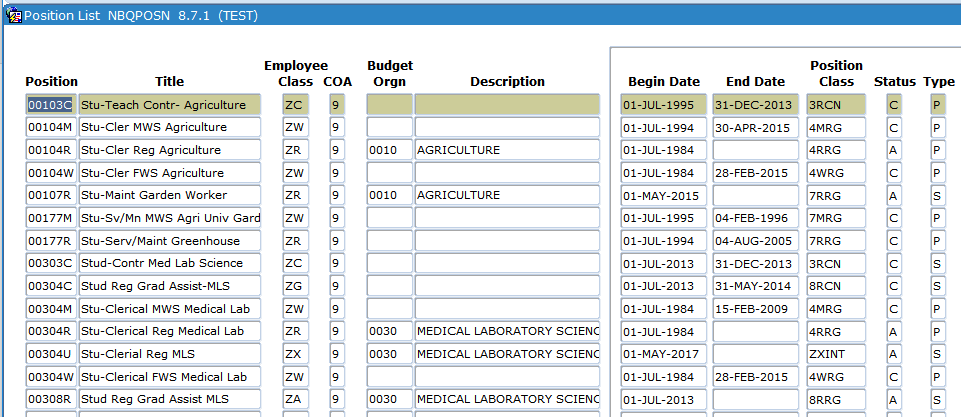 Position List NBQPOSN 8.7.1 (TEST)
Employee Budget Position
Position Title Class COA Orgn Description Begin Date End Date Class Status Type
00103C Stu-Teach Contr- Agriculture ZC 9 01-JUL-1995 31-DEC-2013 3RCN C P
00104M Stu-Cler MWS Agriculture ZW 9 01-JUL-1994 30-APR-2015 4MRG C P
00104R Stu-Cler Reg Agriculture ZR 9 0010 AGRICULTURE 01-JUL-1984 4RRG A P
00104W Stu-Cler FWS Agriculture ZW 9 01-JUL-1984 28-FEB-2015 4WRG C P
00107R Stu-Maint Garden Worker ZR 9 0010 AGRICULTURE 01-MAY-2015 7RRG A S
00177M Stu-Sv/Mn MWS Agri Univ Gard ZW 9 01-JUL-1995 04-FEB-1996 7MRG C P
00177R Stu-Serv/Maint Greenhouse ZR 9 01-JUL-1994 04-AUG-2005 7RRG C P
00303C Stud-Contr Med Lab Science ZC 9 01-JUL-2013 31-DEC-2013 3RCN C S
00304C Stud Reg Grad Assist-MLS ZG 9 01-JUL-2013 31-MAY-2014 8RCN C S
00304M Stu-Clerical MWS Medical Lab ZW 9 01-JUL-1984 15-FEB-2009 4MRG C P
00304R Stu-Clerical Reg Medical Lab ZR 9 0030 MEDICAL LABORATORY SCIENC 01-JUL-1984 4RRG A P
00304U Stu-Clerial Reg MLS ZX 9 0030 MEDICAL LABORATORY SCIENC 01-MAY-2017 ZXINT A S
00304W Stu-Clerical FWS Medical Lab ZW 9 01-JUL-1984 28-FEB-2015 4WRG C P
00308R Stud Reg Grad Assist MLS ZA 9 0030 MEDICAL LABORATORY SCIENC 01-JUL-2013 8RRG A S